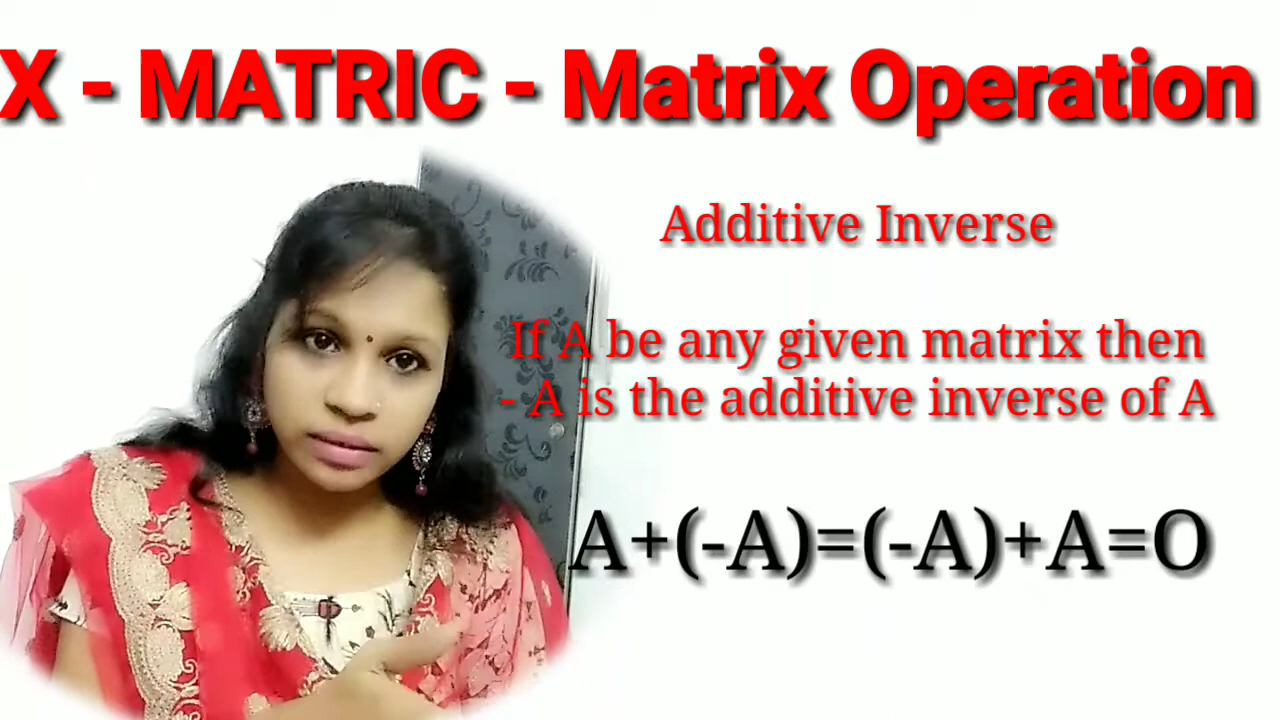 X - MATRIC - Matrix Operation
Additive Inverse
If A be any given matrix then
- A is the additive inverse of A
A+(-A)=(-A)+A=O